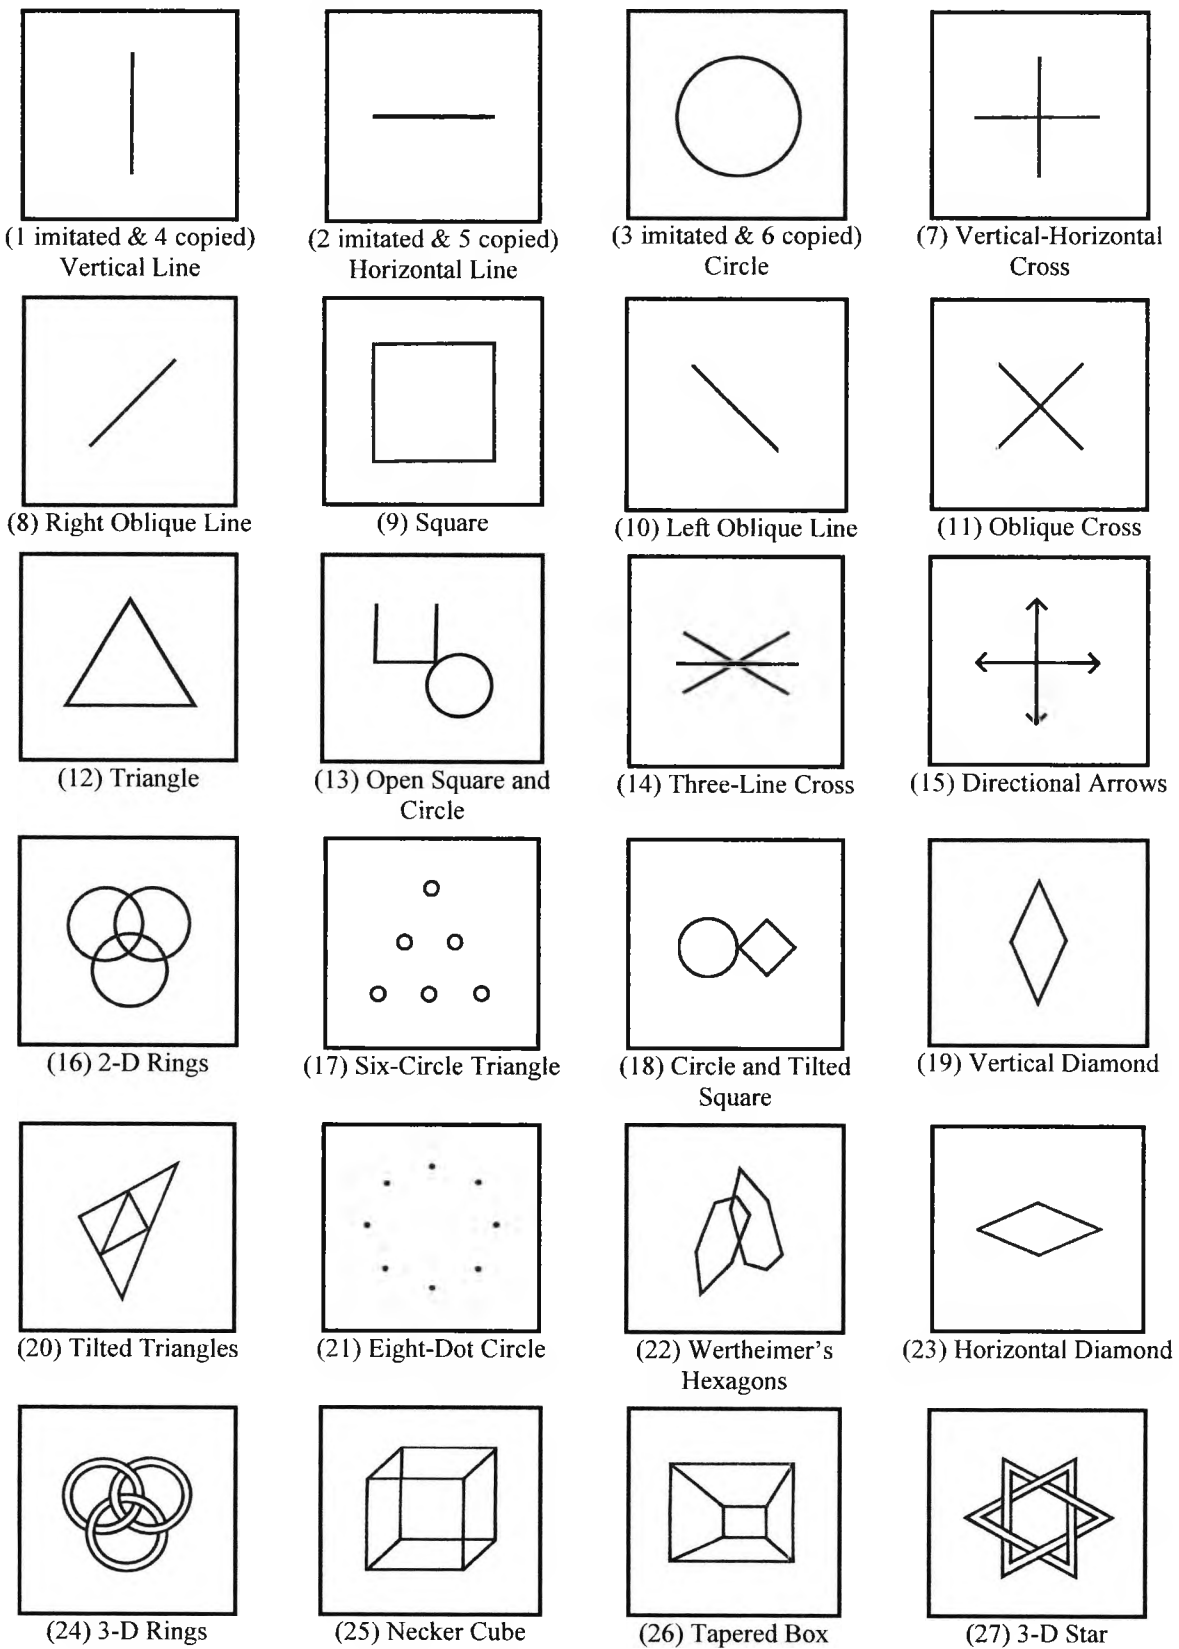 (1 imitated & 4 copied)
Vertical Line
(2 imitated & 5 copied)
Horizontal Line
(3 imitated & 6 copied)
Circle
(7) Vertical-Horizontal
Cross
(8) Right Oblique Line
(9) Square
(10) Left Oblique Line
(11) Oblique Cross
(12) Triangle
(13) Open Square and
Circle
(14) Three-Line Cross
(15) Directional Arrows
(16) 2-D Rings
(17) Six-Circle Triangle
(18) Circle and Tilted
Square
(19) Vertical Diamond
(20) Tilted Triangles
(21) Eight-Dot Circle
(22) Wertheimer's
Hexagons
(23) Horizontal Diamond
(24) 3-D Rings
(25) Necker Cube
(26) Tapered Box
(27) 3-D Star